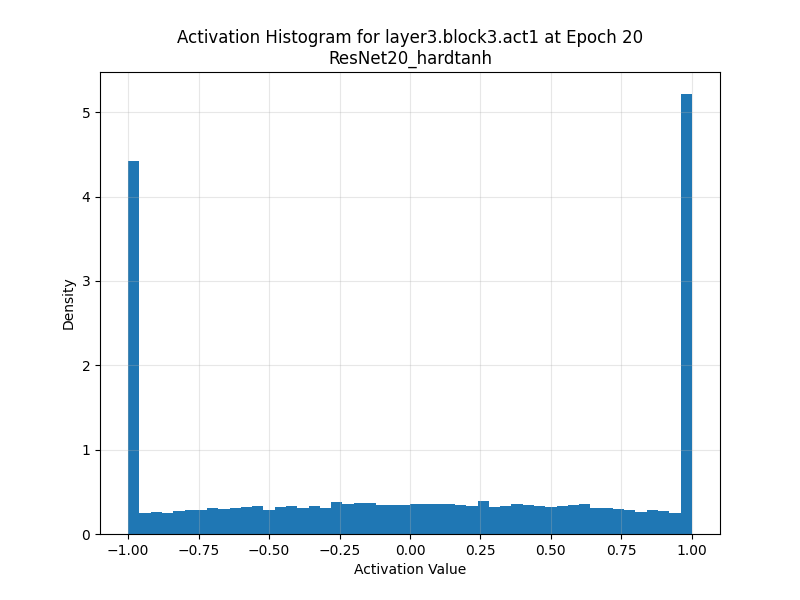 Activation Histogram for layer3.block3.act1 at Epoch 20
ResNet20_hardtanh
Density
5
4
3
2
1
0
−1.00 −0.75 −0.50 −0.25 0.00 0.25 0.50 0.75 1.00
Activation Value